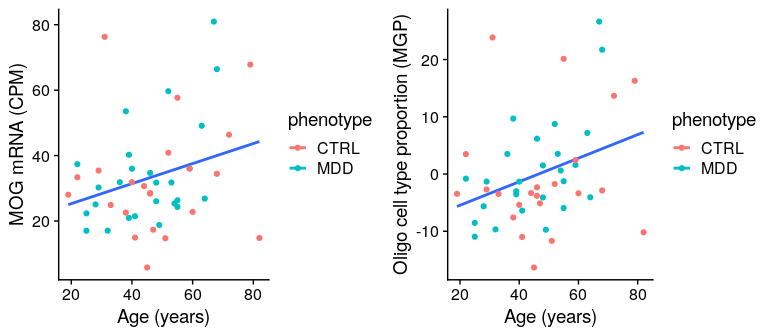 MOG mRNA (CPM)
80
60
40
20
20
40
60
80
Age (years)
phenotype
CTRL
MDD
Oligo cell type proportion (MGP)
20
10
0
-10
20
40
60
80
Age (years)
phenotype
CTRL
MDD